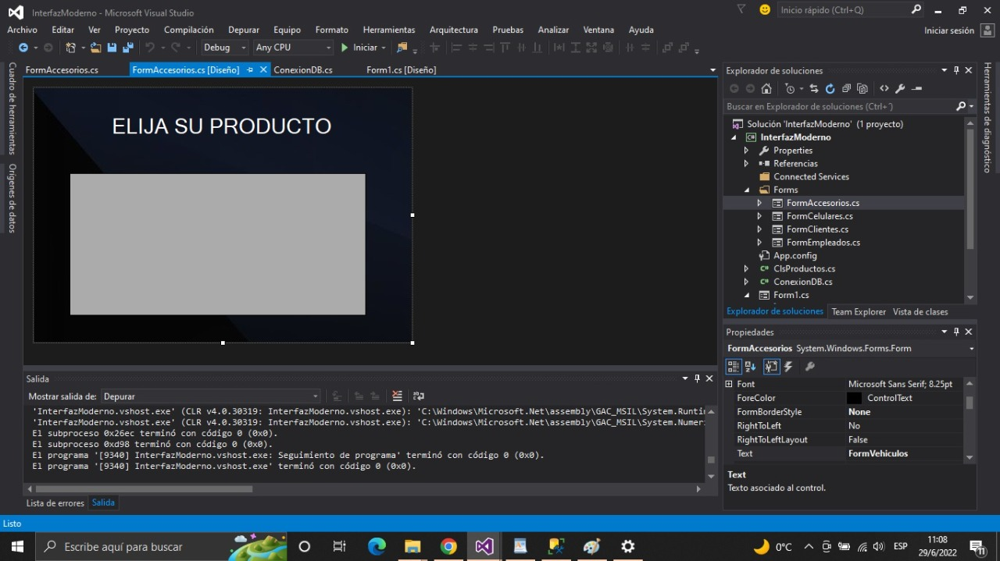 InterfazModerno - Microsoft Visual Studio
Inicio rápido (Ctrl+Q)
Archivo Editar Ver Proyecto Compilación Depurar Equipo Formato Herramientas Arquitectura Pruebas Analizar Ventana Ayuda
Iniciar sesión
Debug Any CPU Iniciar
Cuadro de herramientas
Orígenes de datos
FormAccesorios.cs FormAccesorios.cs [Diseño] ConexionDB.cs Form1.cs [Diseño]
ELIJA SU PRODUCTO
Explorador de soluciones
Buscar en Explorador de soluciones (Ctrl+´)
Solución 'InterfazModerno' (1 proyecto)
InterfazModerno
Properties
Referencias
Connected Services
Forms
FormAccesorios.cs
FormCelulares.cs
FormClientes.cs
FormEmpleados.cs
App.config
ClsProductos.cs
ConexionDB.cs
Form1.cs
Explorador de soluciones Team Explorer Vista de clases
Herramientas de diagnóstico
Propiedades
FormAccesorios System.Windows.Forms.Form
Font Microsoft Sans Serif; 8.25pt
ForeColor ControlText
FormBorderStyle None
RightToLeft No
RightToLeftLayout False
Text FormVehiculos
Text
Texto asociado al control.
Salida
Mostrar salida de: Depurar
'InterfazModerno.vshost.exe' (CLR v4.0.30319: InterfazModerno.vshost.exe): 'C:\Windows\Microsoft.Net\assembly\GAC_MSIL\System.Runtin
'InterfazModerno.vshost.exe' (CLR v4.0.30319: InterfazModerno.vshost.exe): 'C:\Windows\Microsoft.Net\assembly\GAC_MSIL\System.Numeri
El subproceso 0x26ec terminó con código 0 (0x0).
El subproceso 0xd98 terminó con código 0 (0x0).
El programa '[9340] InterfazModerno.vshost.exe: Seguimiento de programa' terminó con código 0 (0x0).
El programa '[9340] InterfazModerno.vshost.exe' terminó con código 0 (0x0).
Lista de errores Salida
Listo
Escribe aquí para buscar
0°C
ESP
11:08
29/6/2022
11